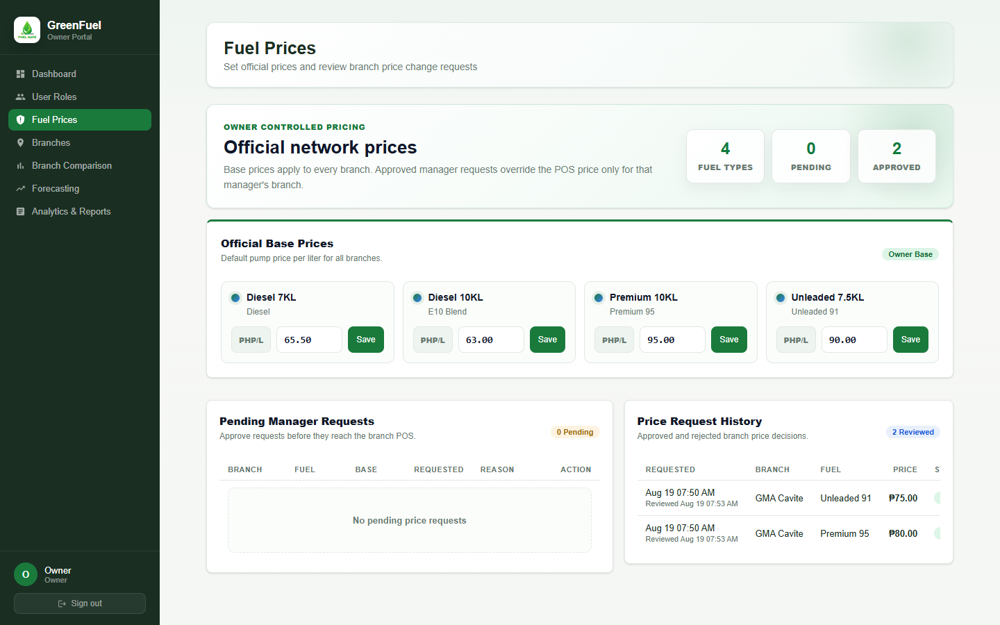 GreenFuel
Owner Portal
Dashboard
User Roles
Fuel Prices
Branches
Branch Comparison
Forecasting
Analytics & Reports
Owner
Owner
Sign out
Fuel Prices
Set official prices and review branch price change requests
OWNER CONTROLLED PRICING
Official network prices
Base prices apply to every branch. Approved manager requests override the POS price only for that
manager's branch.
4
FUEL TYPES
0
PENDING
2
APPROVED
Official Base Prices
Default pump price per liter for all branches.
Owner Base
Diesel 7KL
Diesel
PHP/L 65.50 Save
Diesel 10KL
E10 Blend
PHP/L 63.00 Save
Premium 10KL
Premium 95
PHP/L 95.00 Save
Unleaded 7.5KL
Unleaded 91
PHP/L 90.00 Save
Pending Manager Requests
Approve requests before they reach the branch POS.
0 Pending
BRANCH FUEL BASE REQUESTED REASON ACTION
No pending price requests
Price Request History
Approved and rejected branch price decisions.
2 Reviewed
REQUESTED BRANCH FUEL PRICE
Aug 19 07:50 AM
Reviewed Aug 19 07:53 AM
GMA Cavite Unleaded 91 ₱75.00
Aug 19 07:50 AM
Reviewed Aug 19 07:53 AM
GMA Cavite Premium 95 ₱80.00